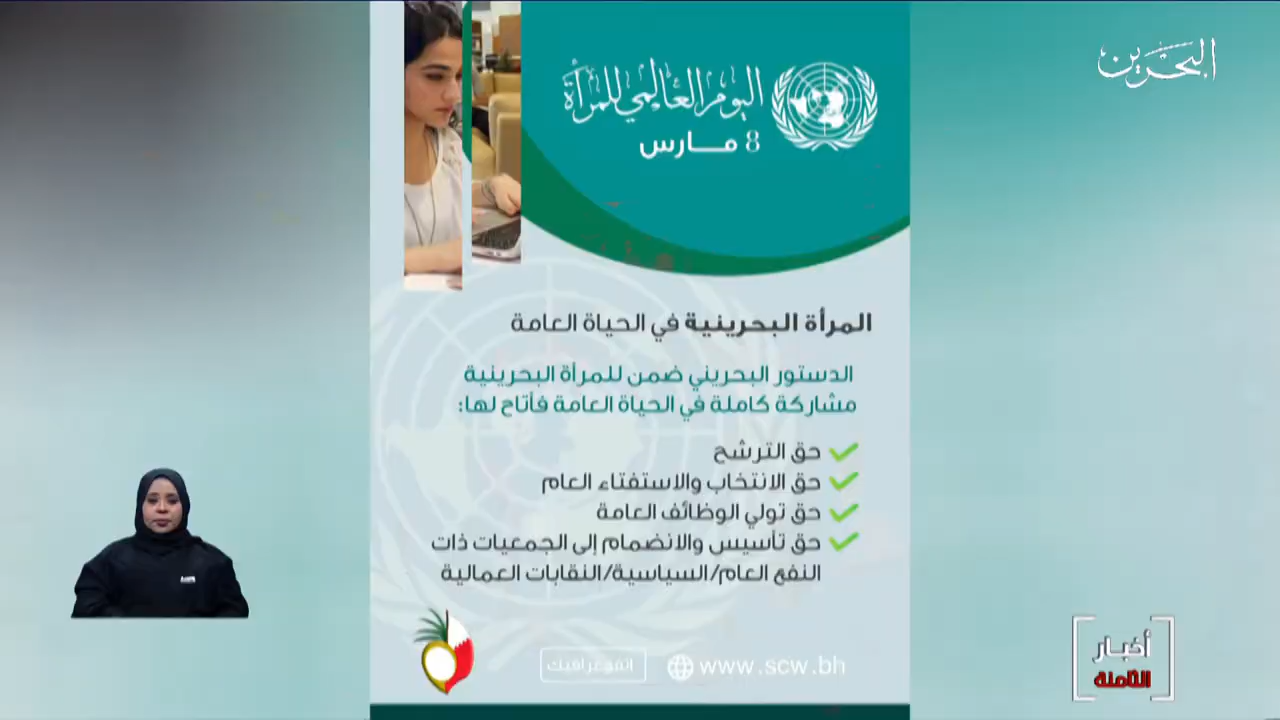 البحرين
اليوم العالمي للمرأة
8 مارس
المرأة البحرينية في الحياة العامة
الدستور البحريني ضمن للمرأة البحرينية
مشاركة كاملة في الحياة العامة فأتاح لها:
حق الترشح
حق الانتخاب والاستفتاء العام
حق تولي الوظائف العامة
حق تأسيس والانضمام إلى الجمعيات ذات
النفع العام/السياسية/النقابات العمالية
www.scw.bh
انفوغرافيك
أخبار
الثامنة